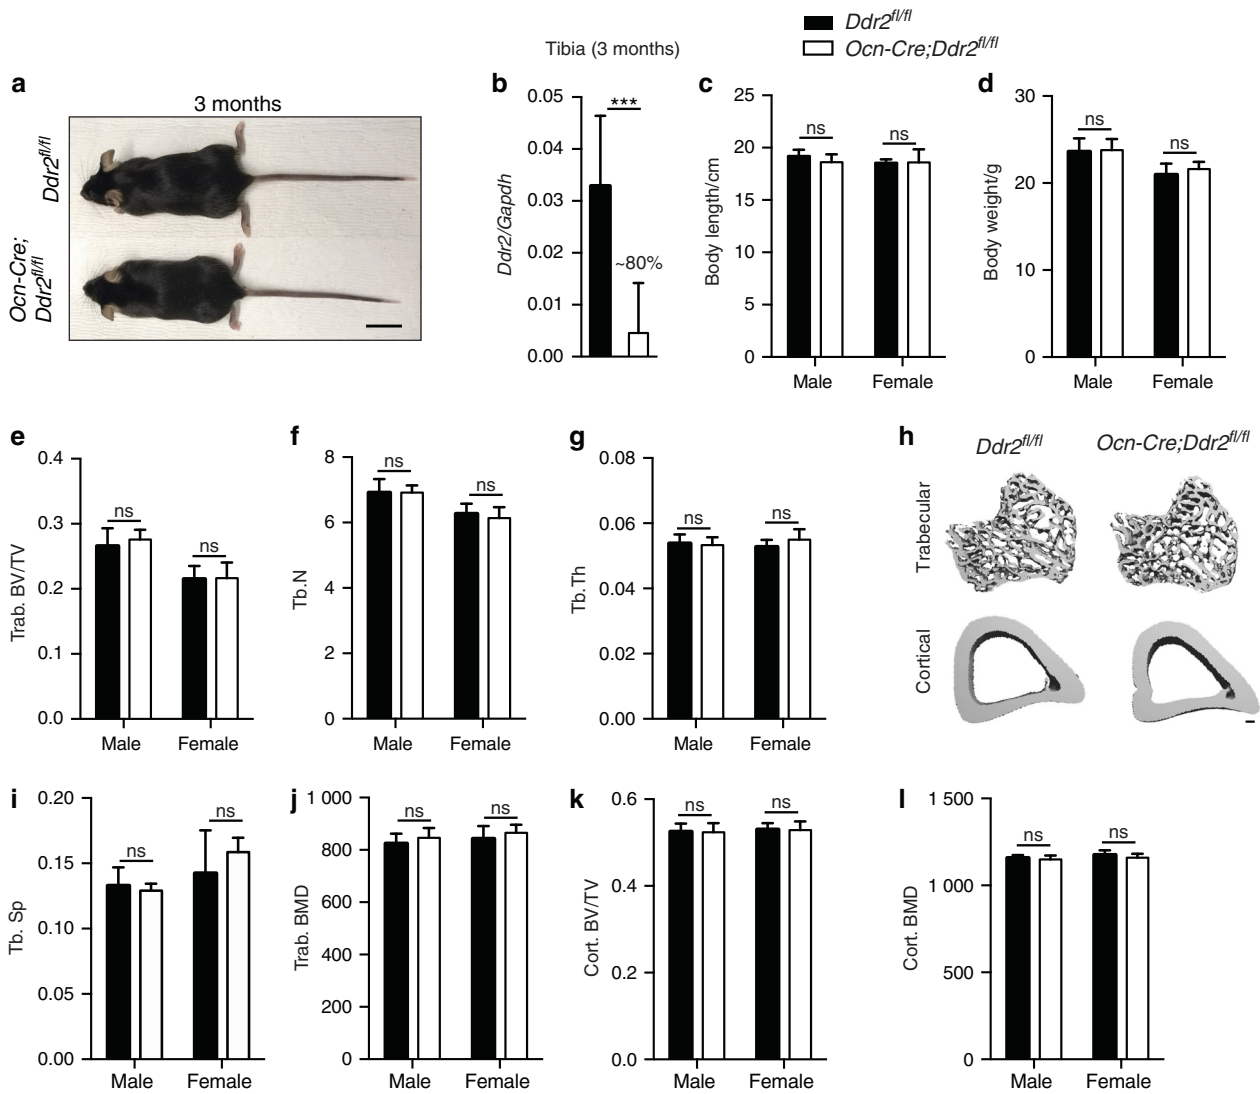 Ddr2fl/fl
Ocn-Cre;Ddr2fl/fl
Tibia (3 months)
a
3 months
Ddr2fl/fl
Ocn-Cre;
Ddr2fl/fl
b
0.05
0.04
0.03
0.02
0.01
0.00
Ddr2/Gapdh
***
~80%
c
25
20
15
10
5
0
Body length/cm
ns
ns
Male Female
d
30
20
10
0
Body weight/g
ns
ns
Male Female
e
0.4
0.3
0.2
0.1
0.0
Trab. BV/TV
ns
ns
Male Female
f
8
6
4
2
0
Tb.N
ns
ns
Male Female
g
0.08
0.06
0.04
0.02
0.00
Tb.Th
ns
ns
Male Female
h
Ddr2fl/fl
Ocn-Cre;Ddr2fl/fl
Trabecular
Cortical
i
0.20
0.15
0.10
0.05
0.00
Tb. Sp
ns
ns
Male Female
j
1 000
800
600
400
200
0
Trab. BMD
ns
ns
Male Female
k
0.6
0.4
0.2
0.0
Cort. BV/TV
ns
ns
Male Female
l
1 500
1 000
500
0
Cort. BMD
ns
ns
Male Female